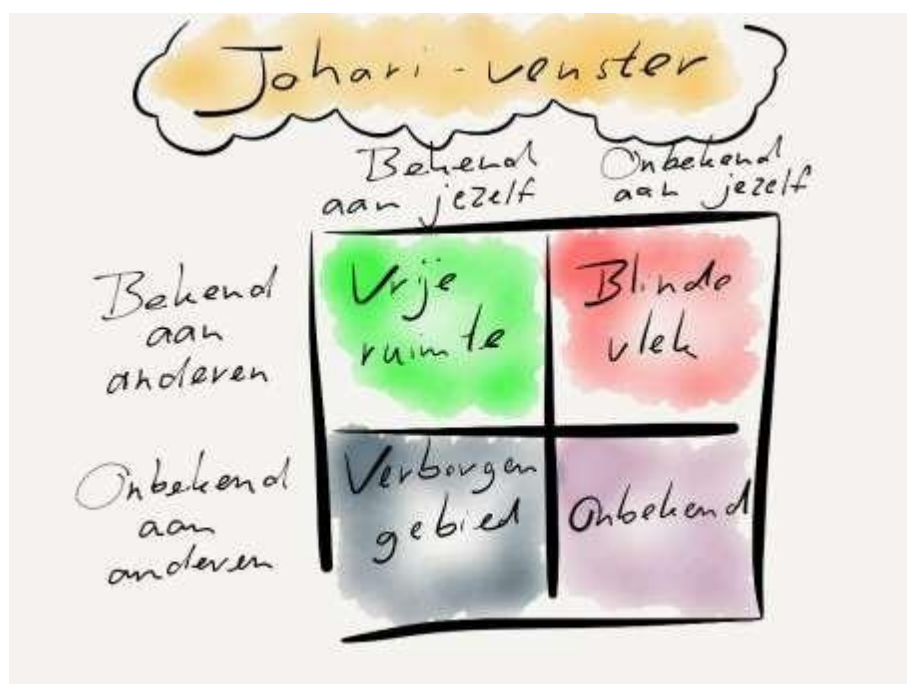 Johari-venster
Bekend
aan jezelf
Onbekend
aan jezelf
Bekend
aan
anderen
Vrije
ruimte
Blinde
vlek
Onbekend
aan
anderen
Verborgen
gebied
Onbekend